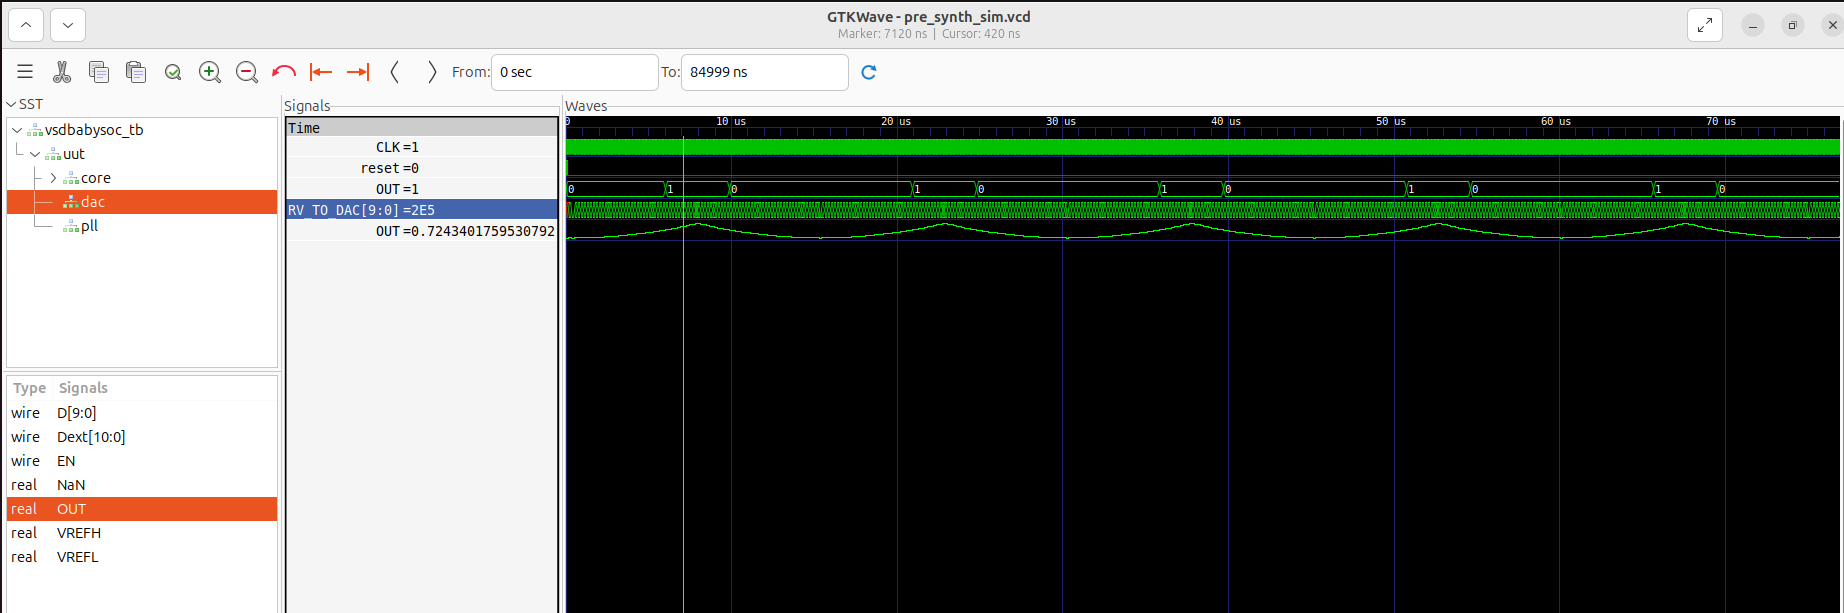 GTKWave - pre_synth_sim.vcd
Marker: 7120 ns | Cursor: 420 ns
From: 0 sec To: 84999 ns
SST
vsdbabysoc_tb
uut
core
dac
pll
Type Signals
wire D[9:0]
wire Dext[10:0]
wire EN
real NaN
real OUT
real VREFH
real VREFL
Signals
Time
CLK =1
reset =0
OUT =1
RV_TO_DAC[9:0] =2E5
OUT =0.7243401759530792
Waves
0 10 us 20 us 30 us 40 us 50 us 60 us 70 us
0 1 0 1 0 1 0 1 0 1 0